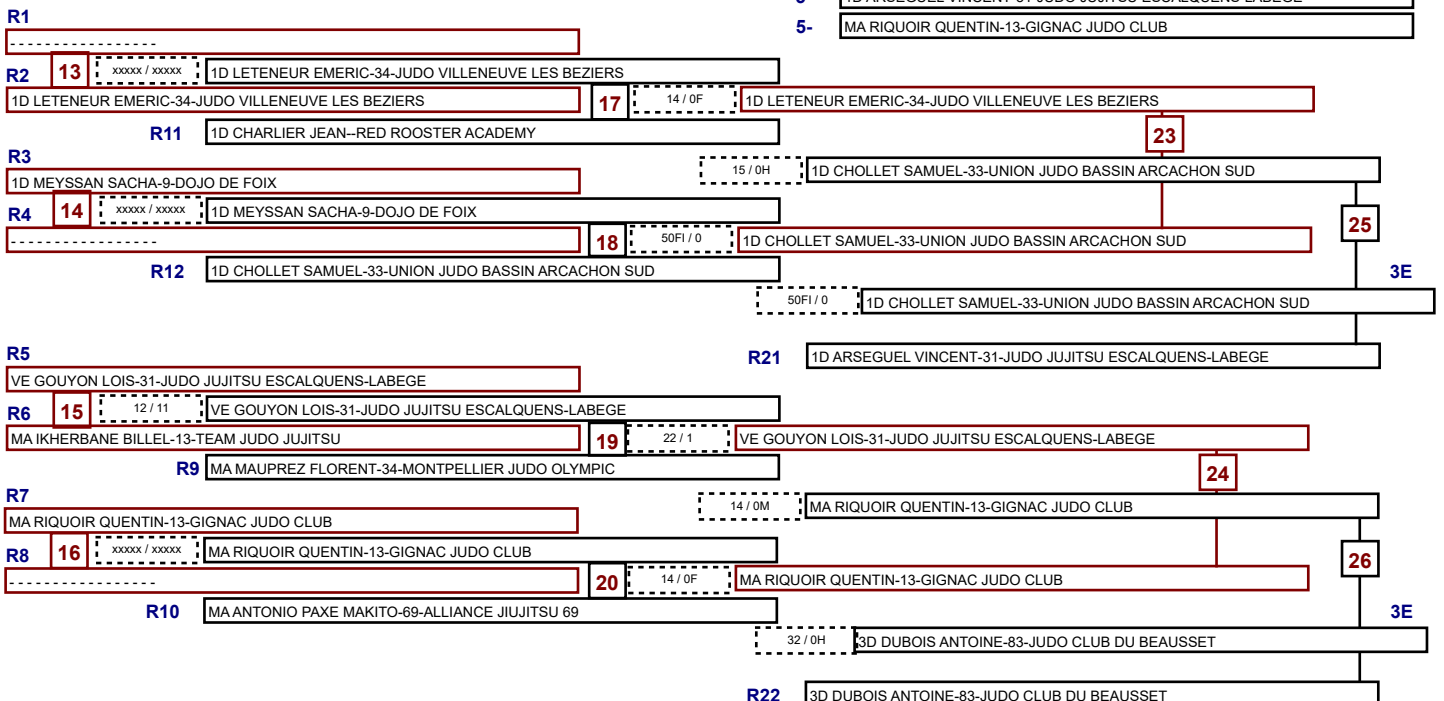 1D ARSEGUEL VINCENT-31-JUDO JUJITSU ESCALQUENS-LABEGE
5- MA RIQUOIR QUENTIN-13-GIGNAC JUDO CLUB
R1
- - - - - - - - - - - - - - - - -
R2 13 xxxxx / xxxxx 1D LETENEUR EMERIC-34-JUDO VILLENEUVE LES BEZIERS
1D LETENEUR EMERIC-34-JUDO VILLENEUVE LES BEZIERS 17 14 / 0F 1D LETENEUR EMERIC-34-JUDO VILLENEUVE LES BEZIERS
R11 1D CHARLIER JEAN--RED ROOSTER ACADEMY 23
R3 15 / 0H 1D CHOLLET SAMUEL-33-UNION JUDO BASSIN ARCACHON SUD
1D MEYSSAN SACHA-9-DOJO DE FOIX
R4 14 xxxxx / xxxxx 1D MEYSSAN SACHA-9-DOJO DE FOIX 25
- - - - - - - - - - - - - - - - - 18 50FI / 0 1D CHOLLET SAMUEL-33-UNION JUDO BASSIN ARCACHON SUD
R12 1D CHOLLET SAMUEL-33-UNION JUDO BASSIN ARCACHON SUD 3E
50FI / 0 1D CHOLLET SAMUEL-33-UNION JUDO BASSIN ARCACHON SUD
R5 R21 1D ARSEGUEL VINCENT-31-JUDO JUJITSU ESCALQUENS-LABEGE
VE GOUYON LOIS-31-JUDO JUJITSU ESCALQUENS-LABEGE
R6 15 12 / 11 VE GOUYON LOIS-31-JUDO JUJITSU ESCALQUENS-LABEGE
MA IKHERBANE BILLEL-13-TEAM JUDO JUJITSU 19 22 / 1 VE GOUYON LOIS-31-JUDO JUJITSU ESCALQUENS-LABEGE
R9 MA MAUPREZ FLORENT-34-MONTPELLIER JUDO OLYMPIC 24
R7 14 / 0M MA RIQUOIR QUENTIN-13-GIGNAC JUDO CLUB
MA RIQUOIR QUENTIN-13-GIGNAC JUDO CLUB
R8 16 xxxxx / xxxxx MA RIQUOIR QUENTIN-13-GIGNAC JUDO CLUB 26
- - - - - - - - - - - - - - - - - 20 14 / 0F MA RIQUOIR QUENTIN-13-GIGNAC JUDO CLUB
R10 MA ANTONIO PAXE MAKITO-69-ALLIANCE JIUJITSU 69 3E
32 / 0H 3D DUBOIS ANTOINE-83-JUDO CLUB DU BEAUSSET
R22 3D DUBOIS ANTOINE-83-JUDO CLUB DU BEAUSSET